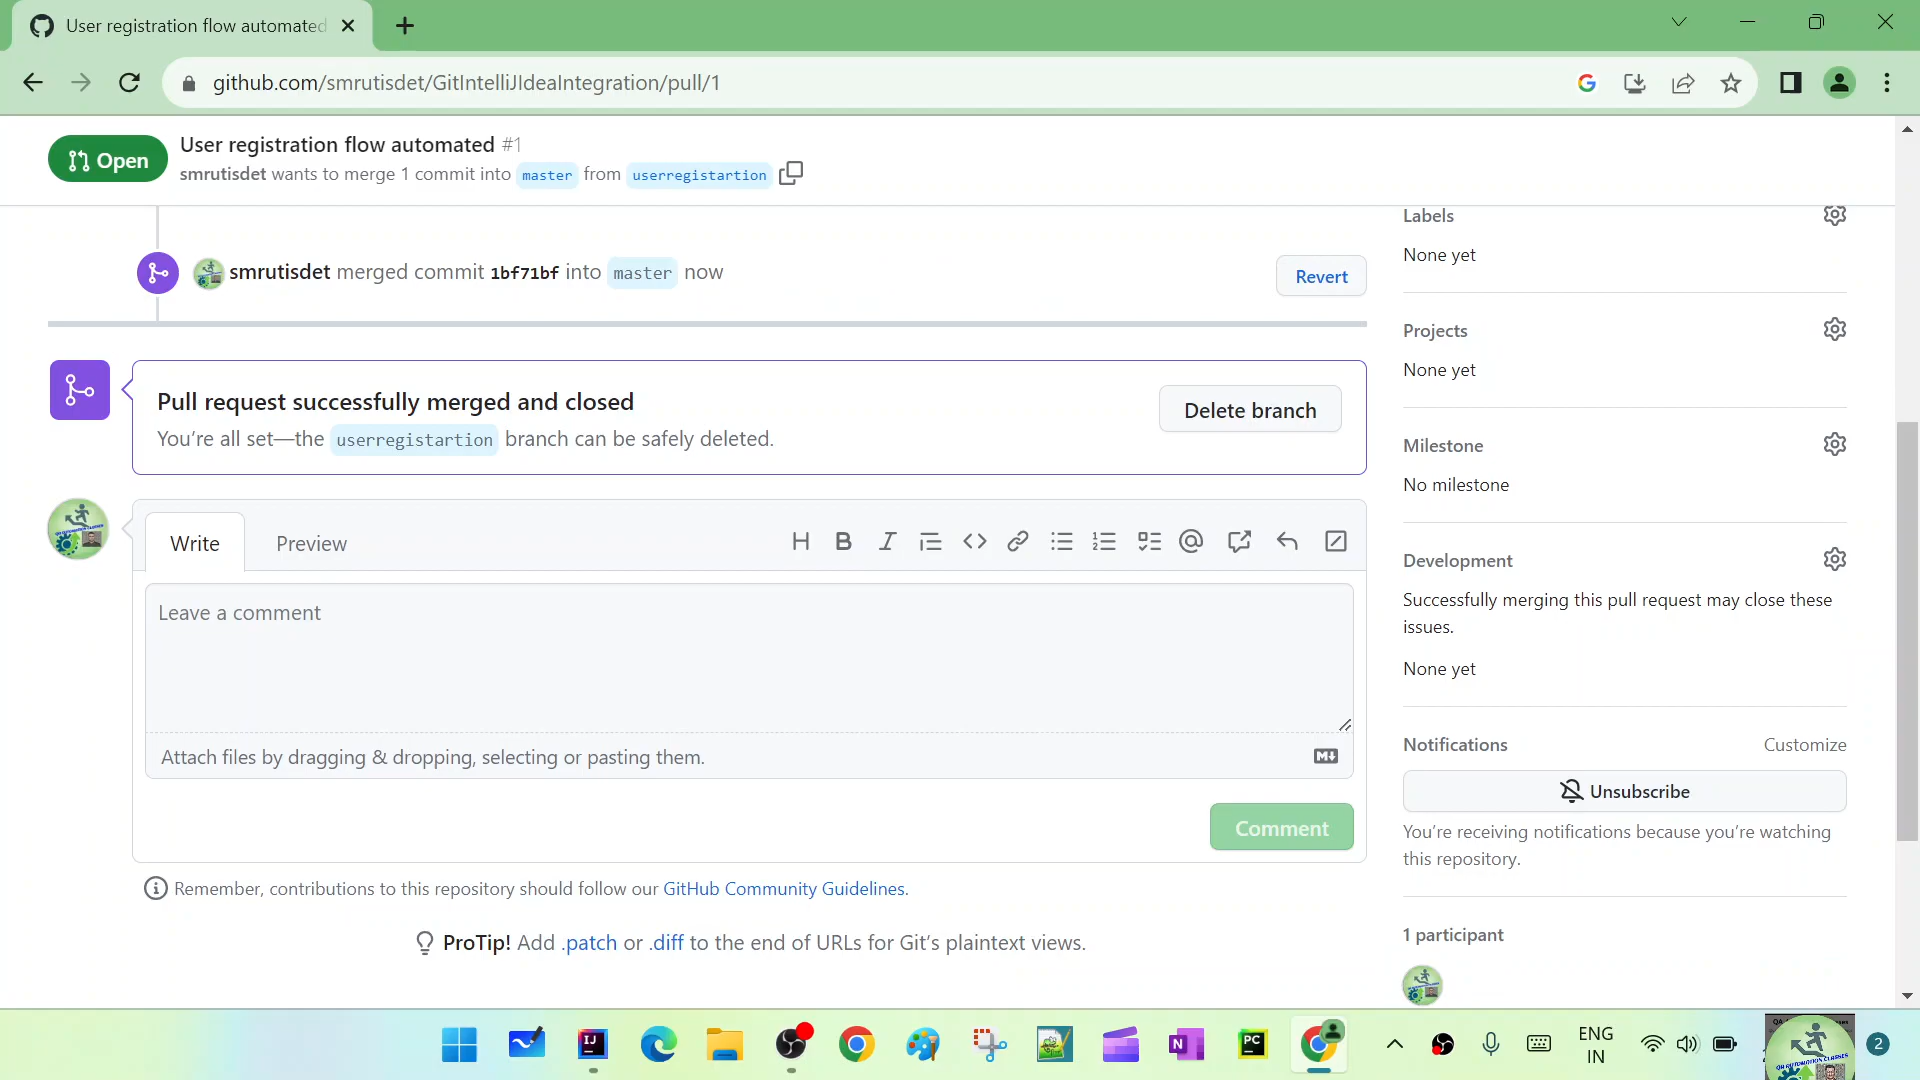 User registration flow automated
github.com/smrutisdet/GitIntelliJIdeaIntegration/pull/1
Open
User registration flow automated #1
smrutisdet wants to merge 1 commit into master from userregistartion
Labels
None yet
smrutisdet merged commit 1bf71bf into master now
Revert
Projects
None yet
Pull request successfully merged and closed
Delete branch
You're all set—the userregistartion branch can be safely deleted.
Milestone
No milestone
Write
Preview
Development
Successfully merging this pull request may close these
issues.
None yet
Leave a comment
Attach files by dragging & dropping, selecting or pasting them.
Notifications
Customize
Unsubscribe
You're receiving notifications because you're watching
this repository.
Comment
Remember, contributions to this repository should follow our GitHub Community Guidelines.
ProTip! Add .patch or .diff to the end of URLs for Git's plaintext views.
1 participant
ENG
IN
2